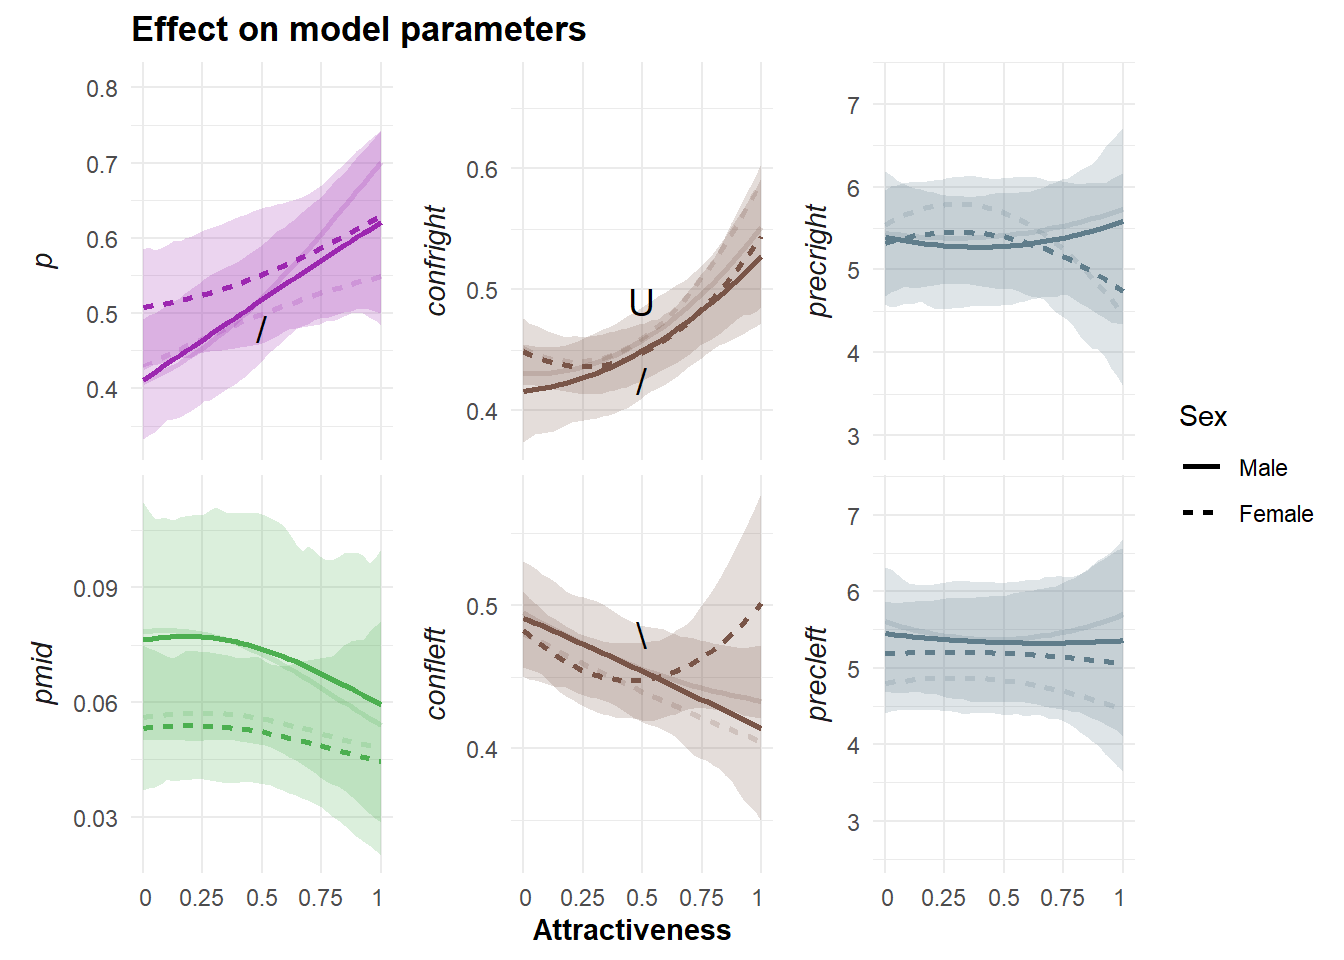 Effect on model parameters
p
0.8
0.7
0.6
0.5
0.4
/
confright
0.6
0.5
0.4
U
/
precright
7
6
5
4
3
pmid
0.09
0.06
0.03
0 0.25 0.5 0.75 1
confleft
0.5
0.4
\
0 0.25 0.5 0.75 1
precleft
7
6
5
4
3
0 0.25 0.5 0.75 1
Attractiveness
Sex
Male
Female